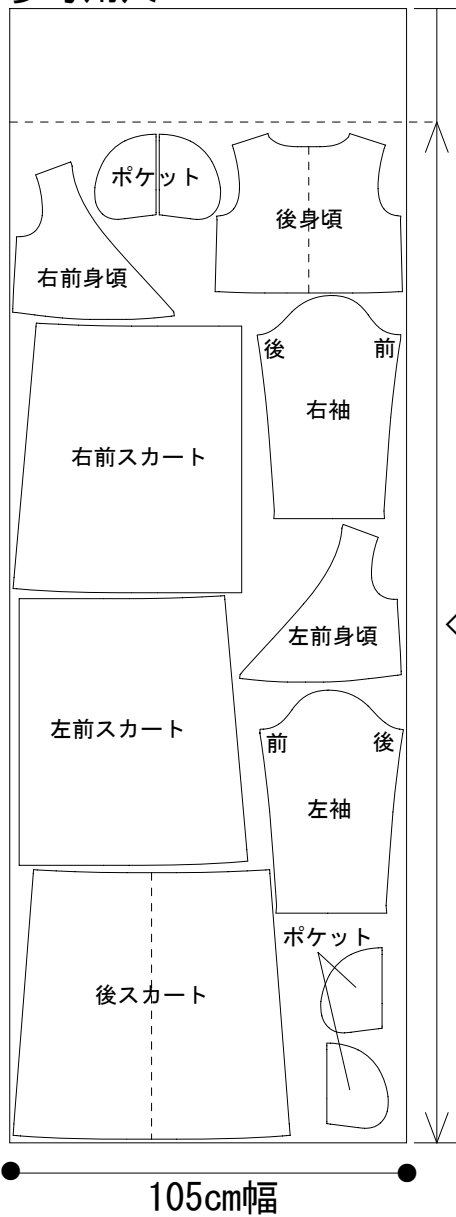 ポケット
後身頃
右前身頃
後 前
右袖
右前スカート
左前身頃
左前スカート
前 後
左袖
ポケット
後スカート
105cm幅